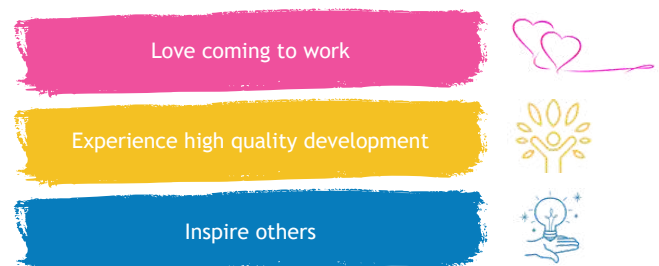 Love coming to work
Experience high quality development
Inspire others